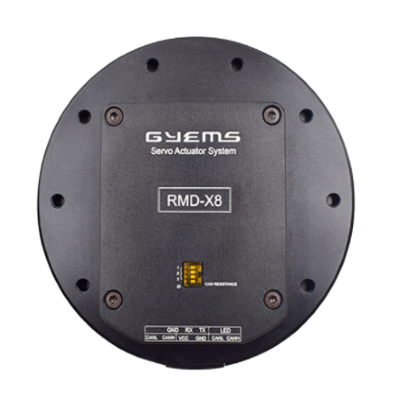 GYEMS
Servo Actuator System
RMD-X8
CAN RESISTANCE
GND RX TX LED
CANL CANH VCC GND CANL CANH